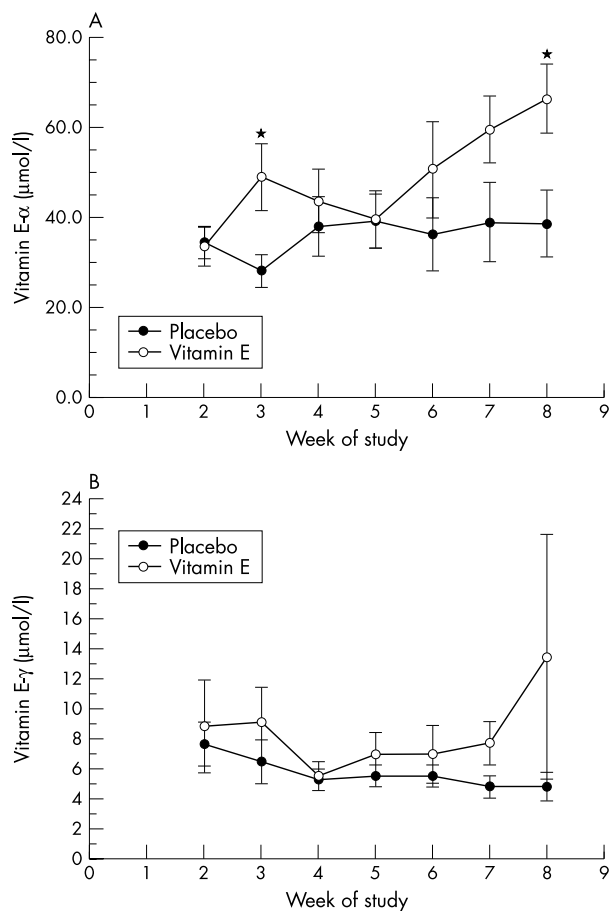 A
80.0
60.0
40.0
20.0
0.0
Vitamin E-α (μmol/l)
★
★
Placebo
Vitamin E
0 1 2 3 4 5 6 7 8 9
Week of study
B
24
22
20
18
16
14
12
10
8
6
4
2
0
Vitamin E-γ (μmol/l)
Placebo
Vitamin E
0 1 2 3 4 5 6 7 8 9
Week of study